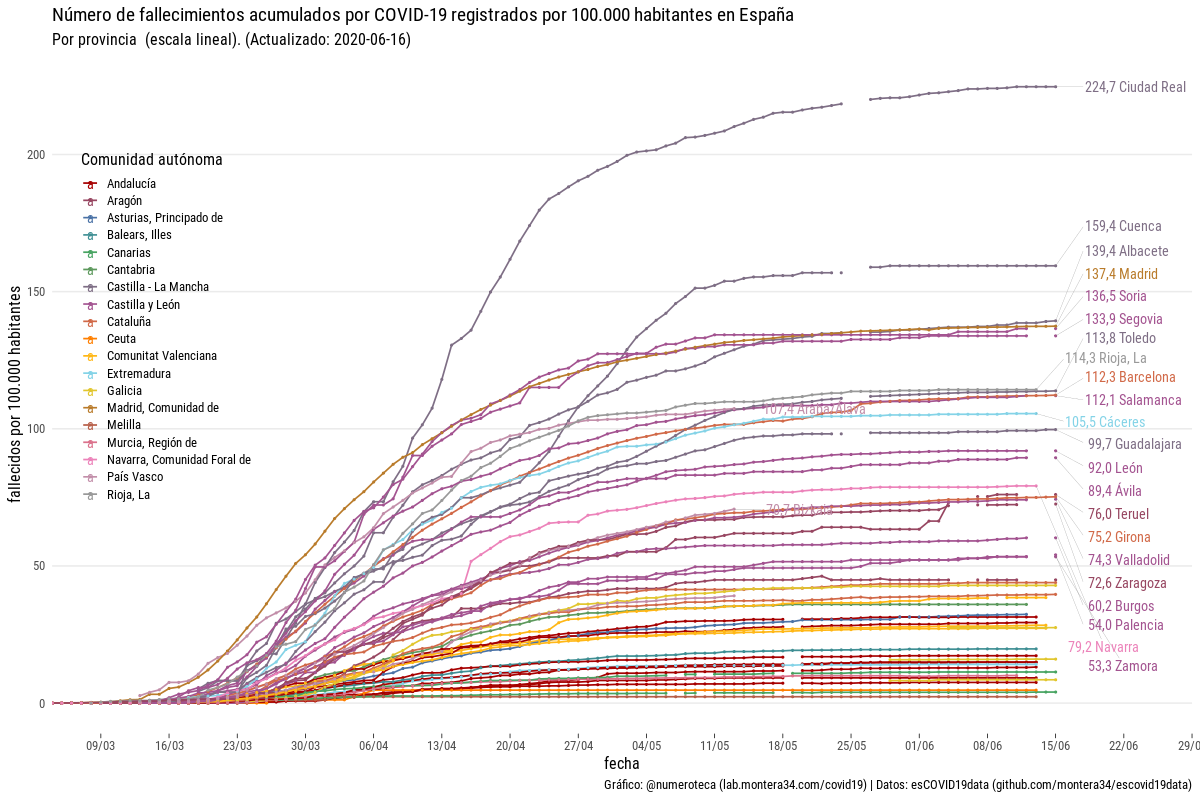 Número de fallecimientos acumulados por COVID-19 registrados por 100.000 habitantes en España
Por provincia  (escala lineal). (Actualizado: 2020-06-16)
fallecidos por 100.000 habitantes
200
150
100
50
0
Comunidad autónoma
Andalucía
Aragón
Asturias, Principado de
Balears, Illes
Canarias
Cantabria
Castilla - La Mancha
Castilla y León
Cataluña
Ceuta
Comunitat Valenciana
Extremadura
Galicia
Madrid, Comunidad de
Melilla
Murcia, Región de
Navarra, Comunidad Foral de
País Vasco
Rioja, La
224,7 Ciudad Real
159,4 Cuenca
139,4 Albacete
137,4 Madrid
136,5 Soria
133,9 Segovia
113,8 Toledo
114,3 Rioja, La
112,3 Barcelona
112,1 Salamanca
107,4 Araba/Álava
105,5 Cáceres
99,7 Guadalajara
92,0 León
89,4 Ávila
76,0 Teruel
75,2 Girona
74,3 Valladolid
72,6 Zaragoza
60,2 Burgos
54,0 Palencia
79,2 Navarra
53,3 Zamora
09/03
16/03
23/03
30/03
06/04
13/04
20/04
27/04
04/05
11/05
18/05
25/05
01/06
08/06
15/06
22/06
29/0
fecha
Gráfico: @numeroteca (lab.montera34.com/covid19) | Datos: esCOVID19data (github.com/montera34/escovid19data)